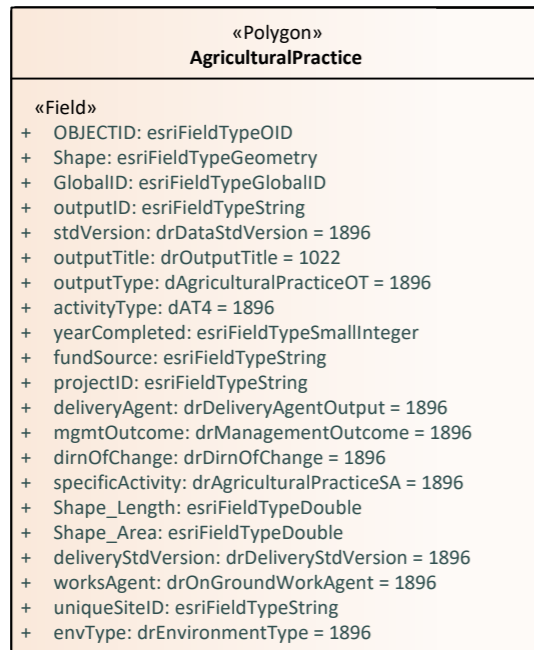 «Polygon»
AgriculturalPractice
«Field»
+ OBJECTID: esriFieldTypeOID
+ Shape: esriFieldTypeGeometry
+ GlobalID: esriFieldTypeGlobalID
+ outputID: esriFieldTypeString
+ stdVersion: drDataStdVersion = 1896
+ outputTitle: drOutputTitle = 1022
+ outputType: dAgriculturalPracticeOT = 1896
+ activityType: dAT4 = 1896
+ yearCompleted: esriFieldTypeSmallInteger
+ fundSource: esriFieldTypeString
+ projectID: esriFieldTypeString
+ deliveryAgent: drDeliveryAgentOutput = 1896
+ mgmtOutcome: drManagementOutcome = 1896
+ dirnOfChange: drDirnOfChange = 1896
+ specificActivity: drAgriculturalPracticeSA = 1896
+ Shape_Length: esriFieldTypeDouble
+ Shape_Area: esriFieldTypeDouble
+ deliveryStdVersion: drDeliveryStdVersion = 1896
+ worksAgent: drOnGroundWorkAgent = 1896
+ uniqueSiteID: esriFieldTypeString
+ envType: drEnvironmentType = 1896